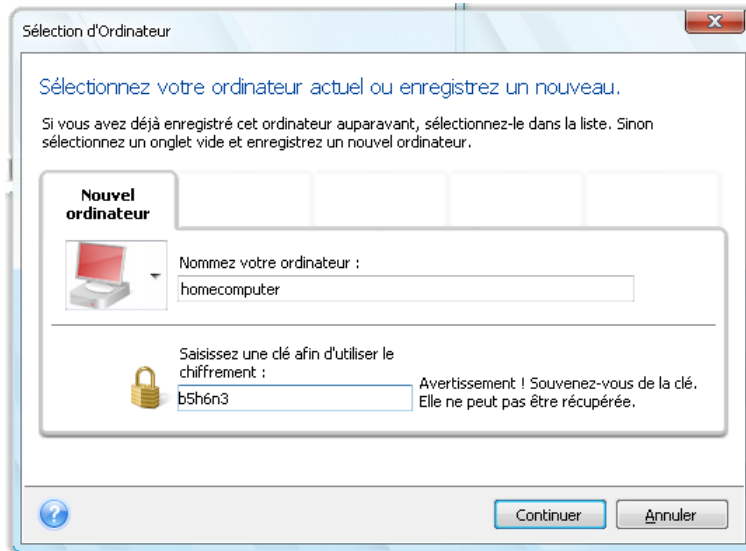 Sélection d'Ordinateur
X
Sélectionnez votre ordinateur actuel ou enregistrez un nouveau.
Si vous avez déjà enregistré cet ordinateur auparavant, sélectionnez-le dans la liste. Sinon
sélectionnez un onglet vide et enregistrez un nouvel ordinateur.
Nouvel
ordinateur
Nommez votre ordinateur :
homecomputer
Saisissez une clé afin d'utiliser le
chiffrement :
b5h6n3
Avertissement ! Souvenez-vous de la clé.
Elle ne peut pas être récupérée.
?
Continuer
Annuler